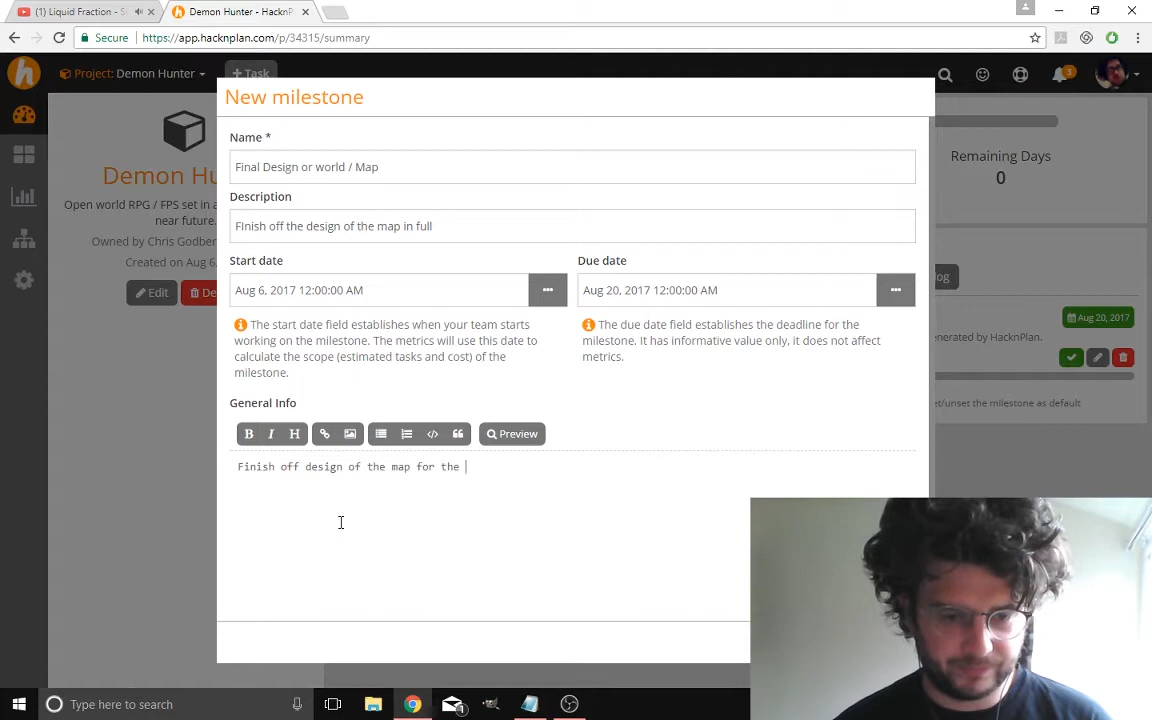 (1) Liquid Fraction - S
Demon Hunter - HacknP
Secure
https://app.hacknplan.com/p/34315/summary
Project: Demon Hunter
+ Task
3
New milestone
Name *
Final Design or world / Map
Description
FInish off the design of the map in full
Start date
Due date
Aug 6, 2017 12:00:00 AM
Aug 20, 2017 12:00:00 AM
The start date field establishes when your team starts
working on the milestone. The metrics will use this date to
calculate the scope (estimated tasks and cost) of the
milestone.
The due date field establishes the deadline for the
milestone. It has informative value only, it does not affect
metrics.
General Info
B I H
Preview
Finish off design of the map for the
Demon Hu
Open world RPG / FPS set in a
near future.
Owned by Chris Godber
Created on Aug 6,
Edit
De
Remaining Days
0
og
Aug 20, 2017
enerated by HacknPlan.
et/unset the milestone as default
Type here to search
1